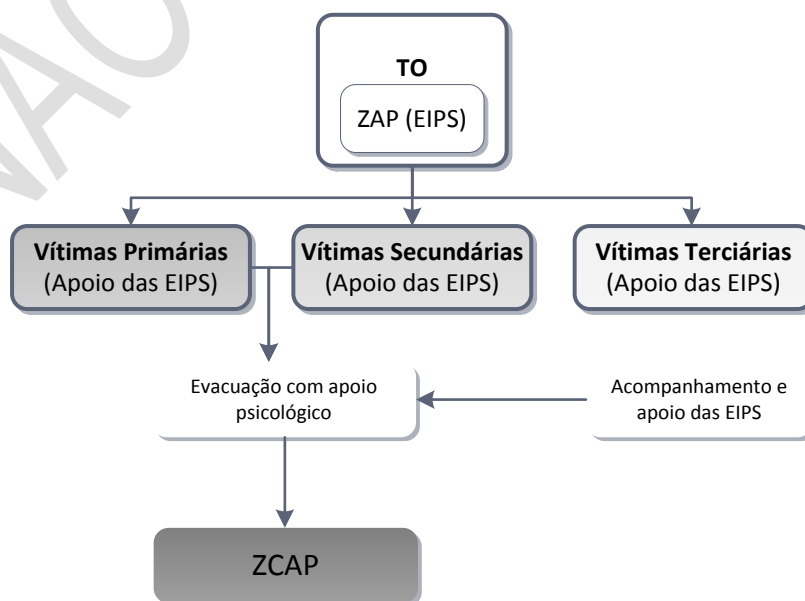 NÃO
TO
ZAP (EIPS)
Vítimas Primárias
(Apoio das EIPS)
Vítimas Secundárias
(Apoio das EIPS)
Vítimas Terciárias
(Apoio das EIPS)
Evacuação com apoio
psicológico
Acompanhamento e
apoio das EIPS
ZCAP